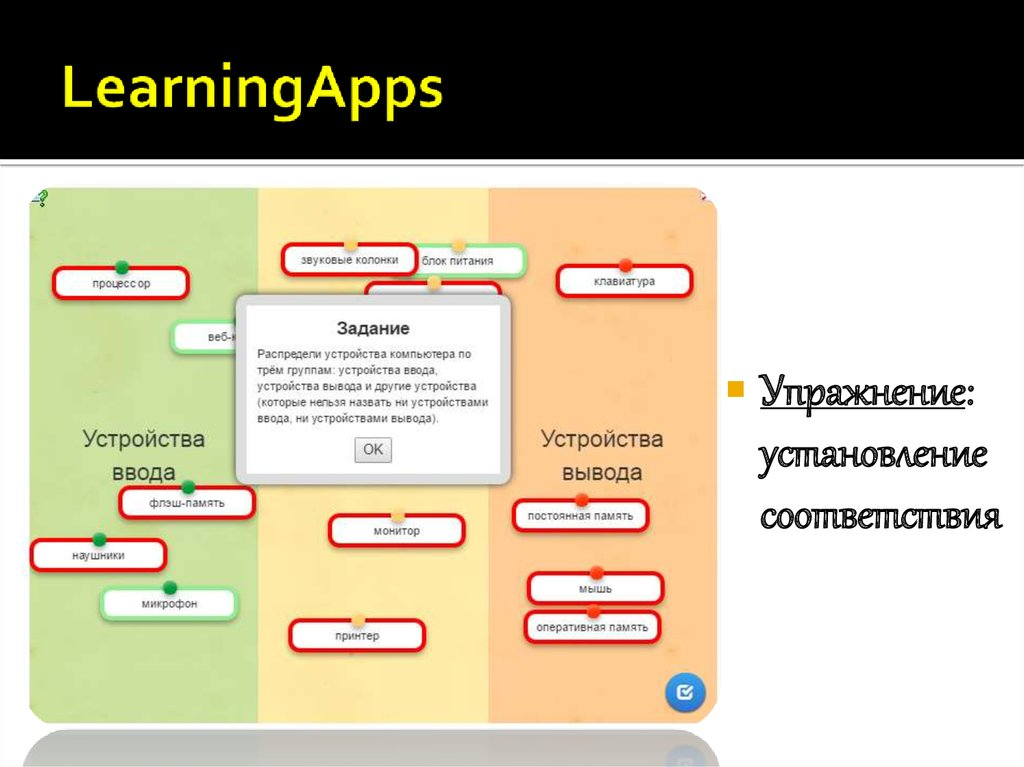 LearningApps
звуковые колонки
блок питания
процессор
клавиатура
веб-к
Задание
Распредели устройства компьютера по
трём группам: устройства ввода,
устройства вывода и другие устройства
(которые нельзя назвать ни устройствами
ввода, ни устройствами вывода).
OK
Устройства
ввода
Устройства
вывода
флэш-память
постоянная память
монитор
наушники
мышь
микрофон
оперативная память
принтер
Упражнение:
установление
соответствия